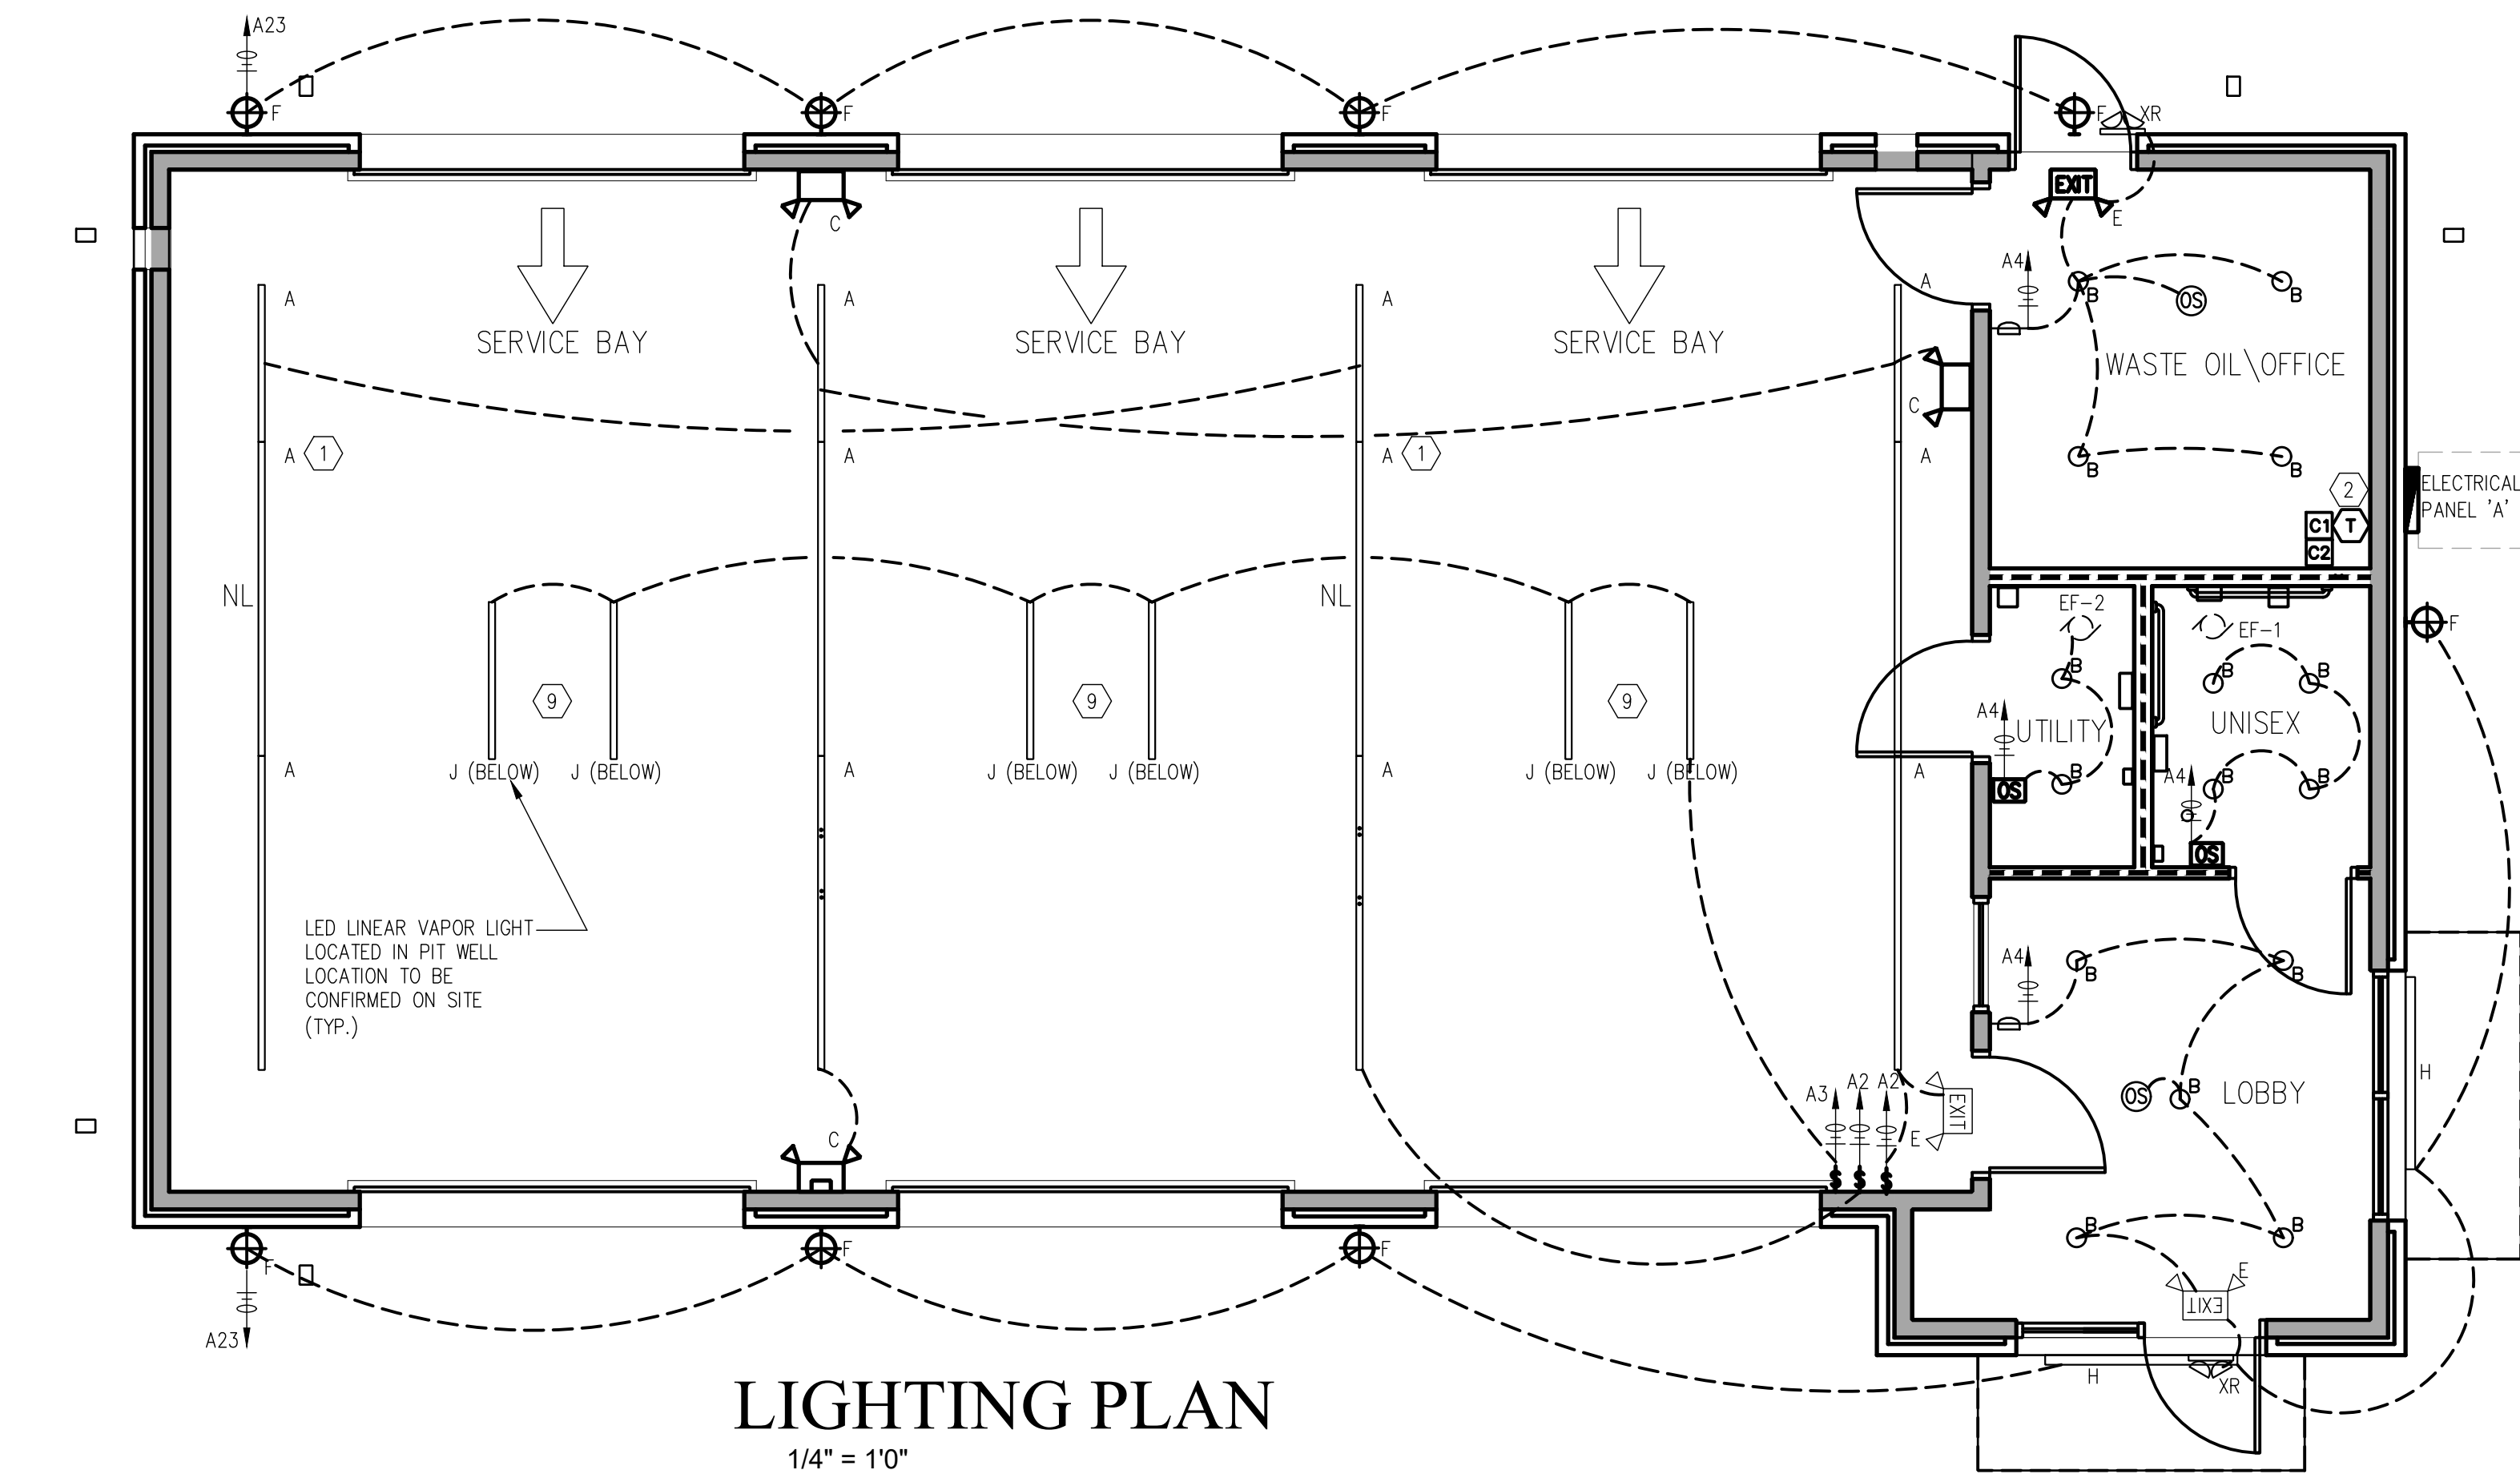 A23
F
F
F
F
XR
EXIT
E
C
A4
A
A
A
A
B
B
OS
SERVICE BAY
SERVICE BAY
SERVICE BAY
WASTE OIL\OFFICE
C
A
1
A
A
1
A
B
B
2
ELECTRICAL
PANEL 'A'
C1
T
C2
NL
NL
EF-2
EF-1
F
B
B
B
9
9
9
A4
UTILITY
UNISEX
J (BELOW)
J (BELOW)
J (BELOW)
J (BELOW)
J (BELOW)
J (BELOW)
A
A
A
A
B
A4
B
B
OS
OS
LED LINEAR VAPOR LIGHT
LOCATED IN PIT WELL
LOCATION TO BE
CONFIRMED ON SITE
(TYP.)
A4
B
B
H
A3
A2
A2
EXIT
OS
B
LOBBY
C
E
$
$
$
B
B
F
F
F
E
EXIT
A23
H
XR
LIGHTING PLAN
1/4" = 1'0"